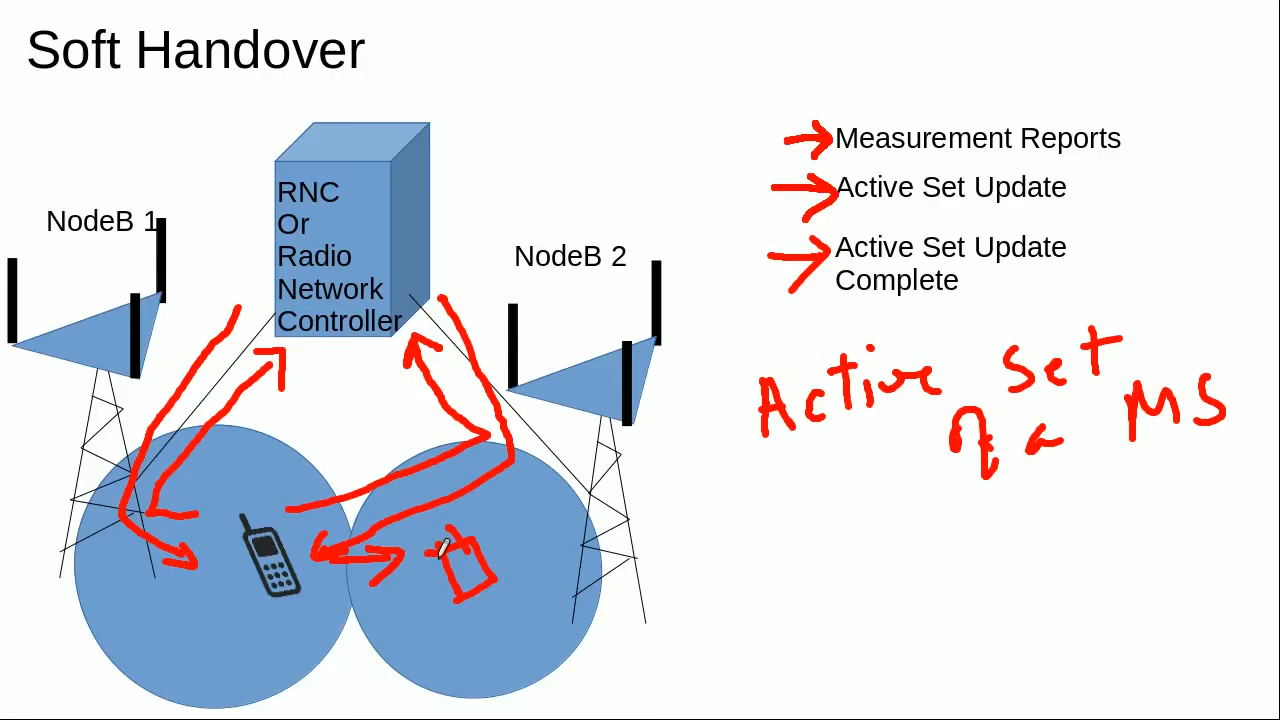 Soft Handover
NodeB 1
RNC
Or
Radio
Network
Controller
NodeB 2
Measurement Reports
Active Set Update
Active Set Update
Complete
Active Set
of a MS